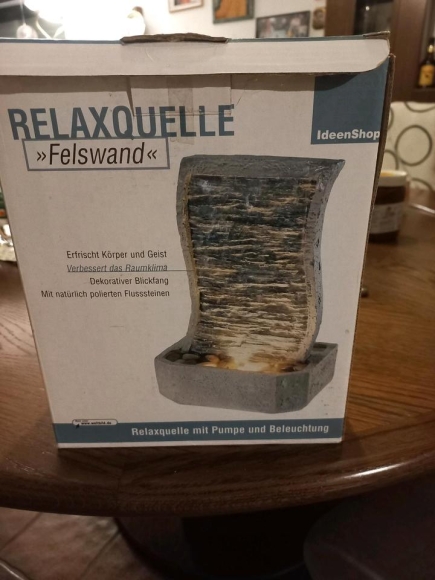 RELAXQUELLE
»Felswand«
IdeenShop
Erfrischt Körper und Geist
Verbessert das Raumklima
Dekorativer Blickfang
Mit natürlich polierten Flusssteinen
Relaxquelle mit Pumpe und Beleuchtung